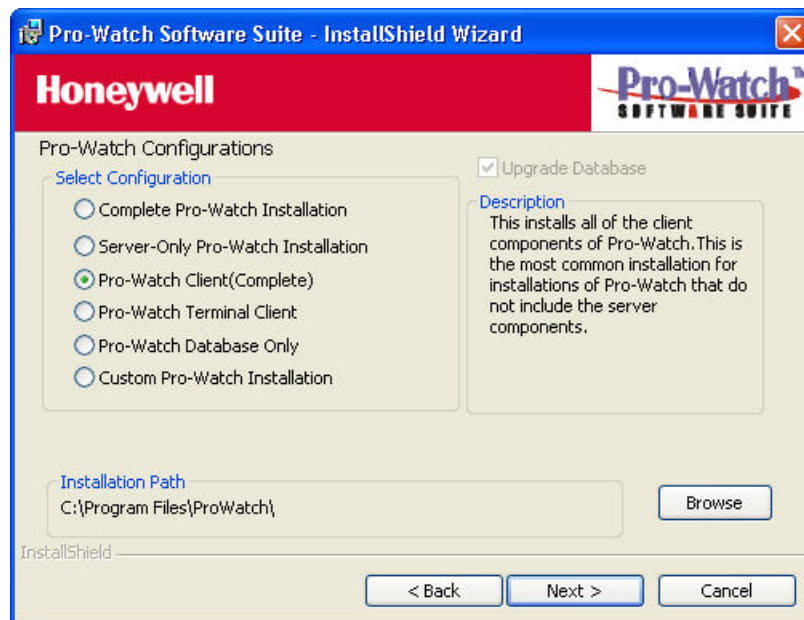 Pro-Watch Software Suite - InstallShield Wizard
Honeywell
Pro-Watch™
SOFTWARE SUITE
Pro-Watch Configurations
Select Configuration
Complete Pro-Watch Installation
Server-Only Pro-Watch Installation
Pro-Watch Client(Complete)
Pro-Watch Terminal Client
Pro-Watch Database Only
Custom Pro-Watch Installation
Upgrade Database
Description
This installs all of the client
components of Pro-Watch.This is
the most common installation for
installations of Pro-Watch that do
not include the server
components.
Installation Path
C:\Program Files\ProWatch\
Browse
InstallShield
< Back
Next >
Cancel